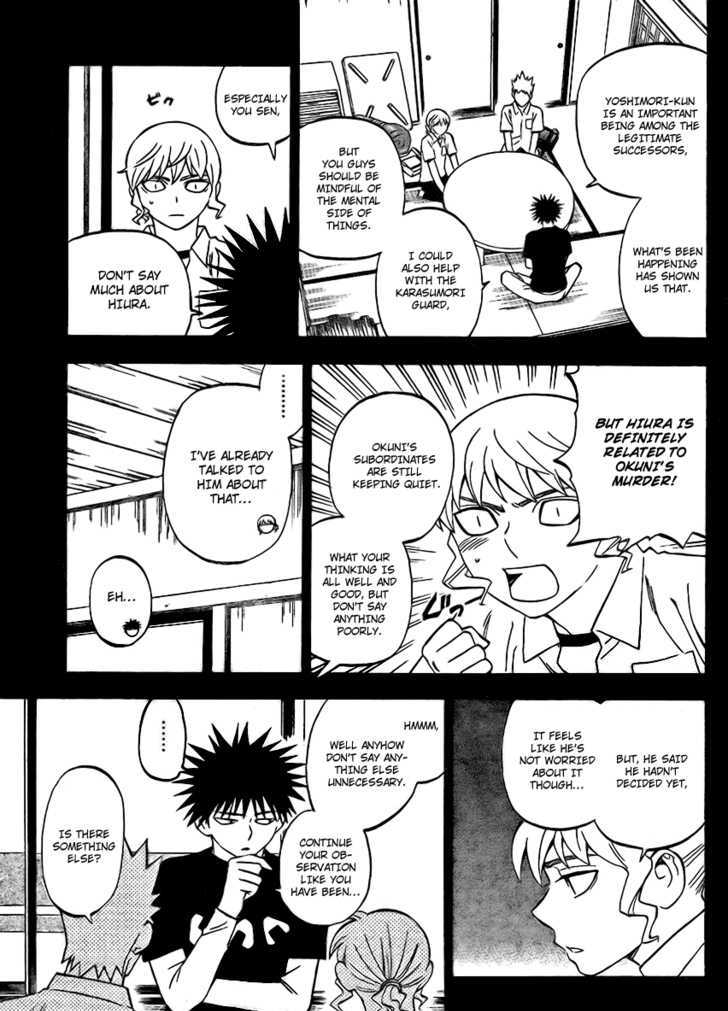 YOSHIMORI-KUN
IS AN IMPORTANT
BEING AMONG THE
LEGITIMATE
SUCCESSORS,
WHAT'S BEEN
HAPPENING
HAS SHOWN
US THAT.
BUT
YOU GUYS
SHOULD BE
MINDFUL OF
THE MENTAL
SIDE OF
THINGS.
I COULD
ALSO HELP
WITH THE
KARASUMORI
GUARD,
ESPECIALLY
YOU SEN,
ビク
DON'T SAY
MUCH ABOUT
HIURA.
BUT HIURA IS
DEFINITELY
RELATED TO
OKUNI'S
MURDER!
OKUNI'S
SUBORDINATES
ARE STILL
KEEPING QUIET.
WHAT YOUR
THINKING IS
ALL WELL AND
GOOD, BUT
DON'T SAY
ANYTHING
POORLY.
.........
I'VE ALREADY
TALKED TO
HIM ABOUT
THAT...
EH...
BUT, HE SAID
HE HADN'T
DECIDED YET,
IT FEELS
LIKE HE'S
NOT WORRIED
ABOUT IT
THOUGH...
HMMM,
WELL ANYHOW
DON'T SAY ANY-
THING ELSE
UNNECESSARY.
CONTINUE
YOUR OB-
SERVATION
LIKE YOU
HAVE BEEN...
......
IS THERE
SOMETHING
ELSE?